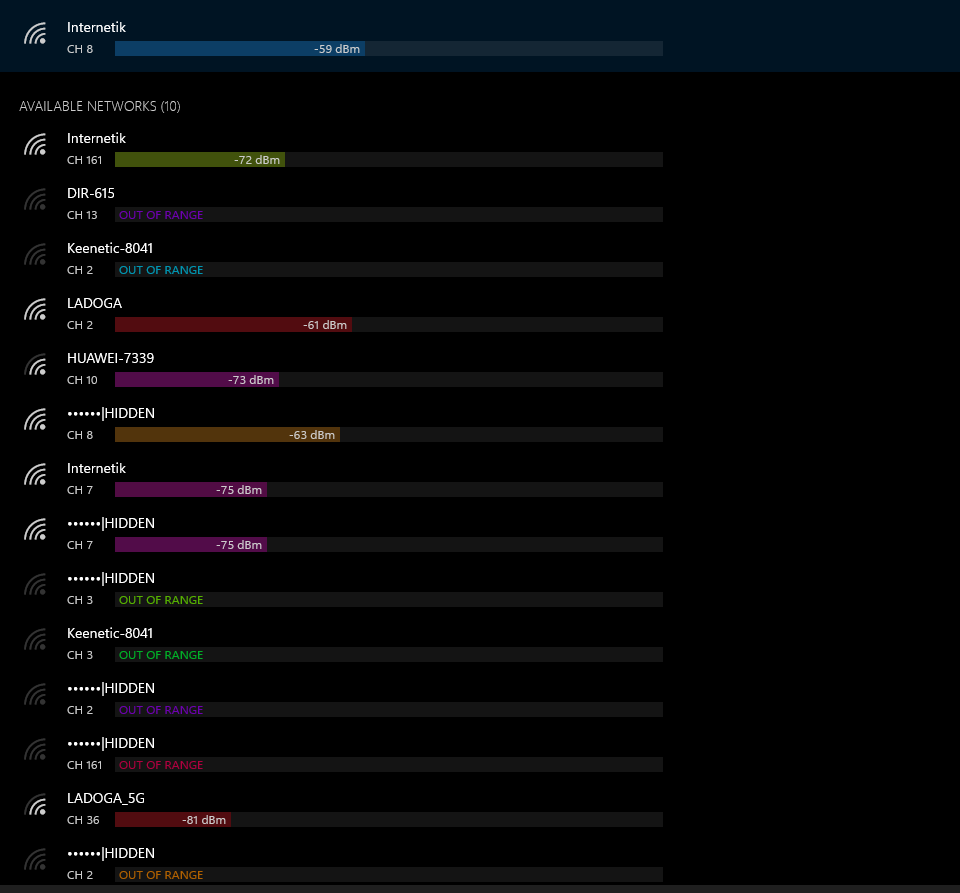 Internetik
CH 8 -59 dBm
AVAILABLE NETWORKS (10)
Internetik
CH 161 -72 dBm
DIR-615
CH 13 OUT OF RANGE
Keenetic-8041
CH 2 OUT OF RANGE
LADOGA
CH 2 -61 dBm
HUAWEI-7339
CH 10 -73 dBm
••••••|HIDDEN
CH 8 -63 dBm
Internetik
CH 7 -75 dBm
••••••|HIDDEN
CH 7 -75 dBm
••••••|HIDDEN
CH 3 OUT OF RANGE
Keenetic-8041
CH 3 OUT OF RANGE
••••••|HIDDEN
CH 2 OUT OF RANGE
••••••|HIDDEN
CH 161 OUT OF RANGE
LADOGA_5G
CH 36 -81 dBm
••••••|HIDDEN
CH 2 OUT OF RANGE